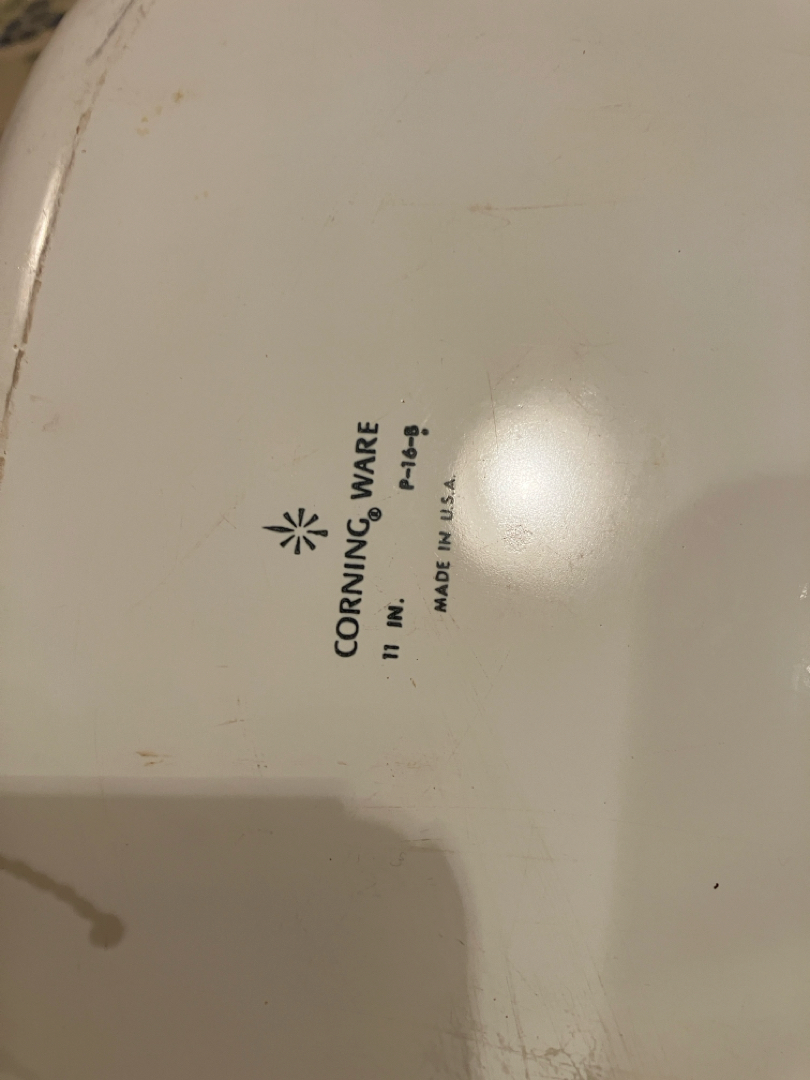 CORNING® WARE
11 IN. P-16-B
MADE IN U.S.A.